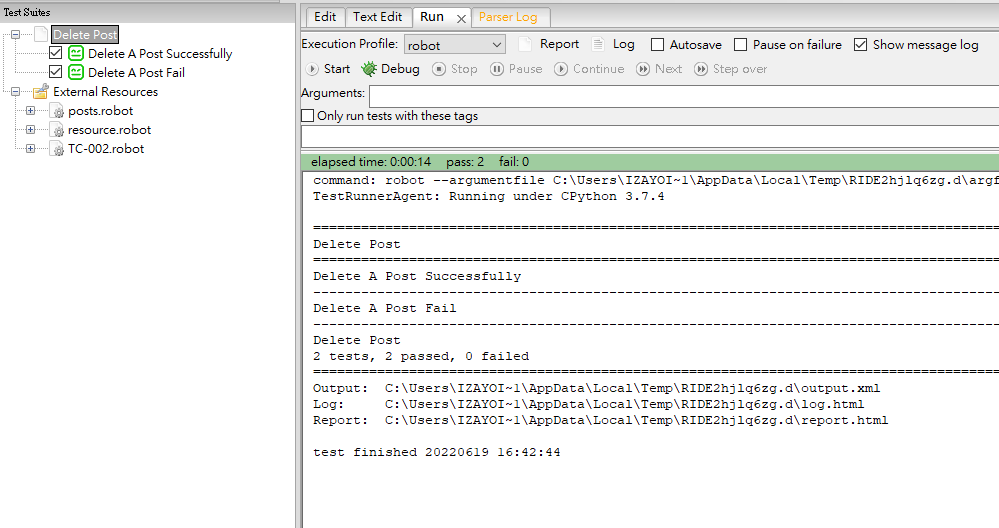 Test Suites
Delete Post
Delete A Post Successfully
Delete A Post Fail
External Resources
posts.robot
resource.robot
TC-002.robot
Edit Text Edit Run Parser Log
Execution Profile: robot Report Log Autosave Pause on failure Show message log
Start Debug Stop Pause Continue Next Step over
Arguments:
Only run tests with these tags
elapsed time: 0:00:14 pass: 2 fail: 0
command: robot --argumentfile C:\Users\IZAYOI~1\AppData\Local\Temp\RIDE2hjlq6zg.d\argf
TestRunnerAgent: Running under CPython 3.7.4
Delete Post
Delete A Post Successfully
Delete A Post Fail
Delete Post
2 tests, 2 passed, 0 failed
Output: C:\Users\IZAYOI~1\AppData\Local\Temp\RIDE2hjlq6zg.d\output.xml
Log: C:\Users\IZAYOI~1\AppData\Local\Temp\RIDE2hjlq6zg.d\log.html
Report: C:\Users\IZAYOI~1\AppData\Local\Temp\RIDE2hjlq6zg.d\report.html
test finished 20220619 16:42:44